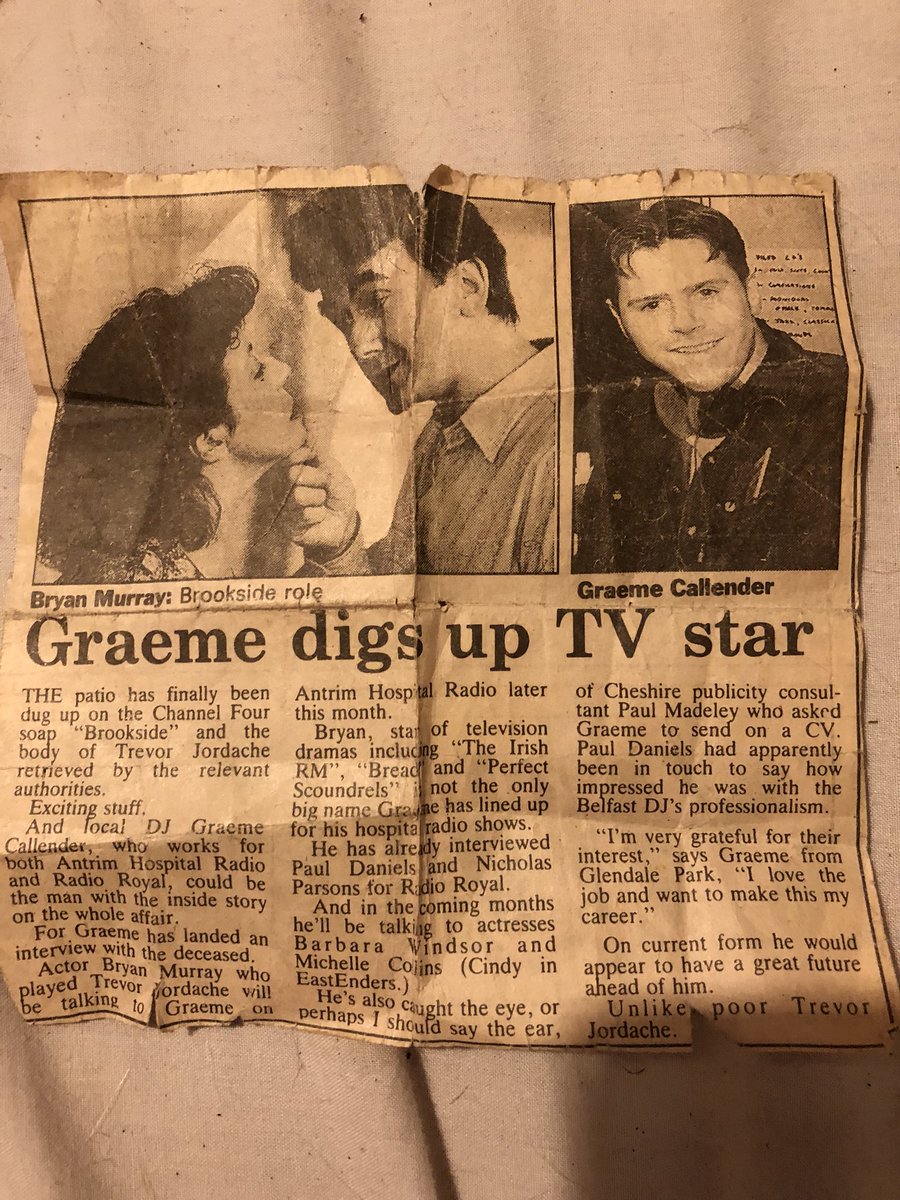 FILED CD'S
Bryan Murray: Brookside role
Graeme Callender
Graeme digs up TV star
THE patio has finally been
dug up on the Channel Four
soap "Brookside" and the
body of Trevor Jordache
retrieved by the relevant
authorities.
Exciting stuff.
And local DJ Graeme
Callender, who works for
both Antrim Hospital Radio
and Radio Royal, could be
the man with the inside story
on the whole affair.
For Graeme has landed an
interview with the deceased.
Actor Bryan Murray who
played Trevor Jordache will
be talking to Graeme on
Antrim Hospital Radio later
this month.
Bryan, star of television
dramas including "The Irish
RM", "Bread" and "Perfect
Scoundrels" is not the only
big name Graeme has lined up
for his hospital radio shows.
He has already interviewed
Paul Daniels and Nicholas
Parsons for Radio Royal.
And in the coming months
he'll be talking to actresses
Barbara Windsor and
Michelle Collins (Cindy in
EastEnders.)
He's also caught the eye, or
perhaps I should say the ear,
of Cheshire publicity consul-
tant Paul Madeley who asked
Graeme to send on a CV.
Paul Daniels had apparently
been in touch to say how
impressed he was with the
Belfast DJ's professionalism.
"I'm very grateful for their
interest," says Graeme from
Glendale Park, "I love the
job and want to make this my
career."
On current form he would
appear to have a great future
ahead of him.
Unlike poor Trevor
Jordache.